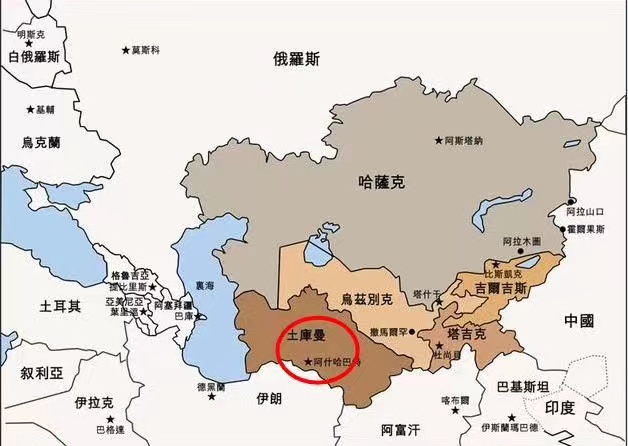 明斯克
白俄羅斯
莫斯科
俄羅斯
基輔
烏克蘭
阿斯塔納
哈薩克
阿拉山口
霍爾果斯
阿拉木圖
格魯吉亞
提比里斯
裏海
比斯凱克
吉爾吉斯
亞美尼亞
阿塞拜疆
葉里溫
巴庫
土耳其
烏茲別克
塔什干
撒馬爾罕
塔吉克
杜尚貝
中國
土庫曼
阿什哈巴特
叙利亞
德黑蘭
伊朗
伊拉克
巴格達
阿富汗
喀布爾
巴基斯坦
伊斯蘭瑪巴德
印度